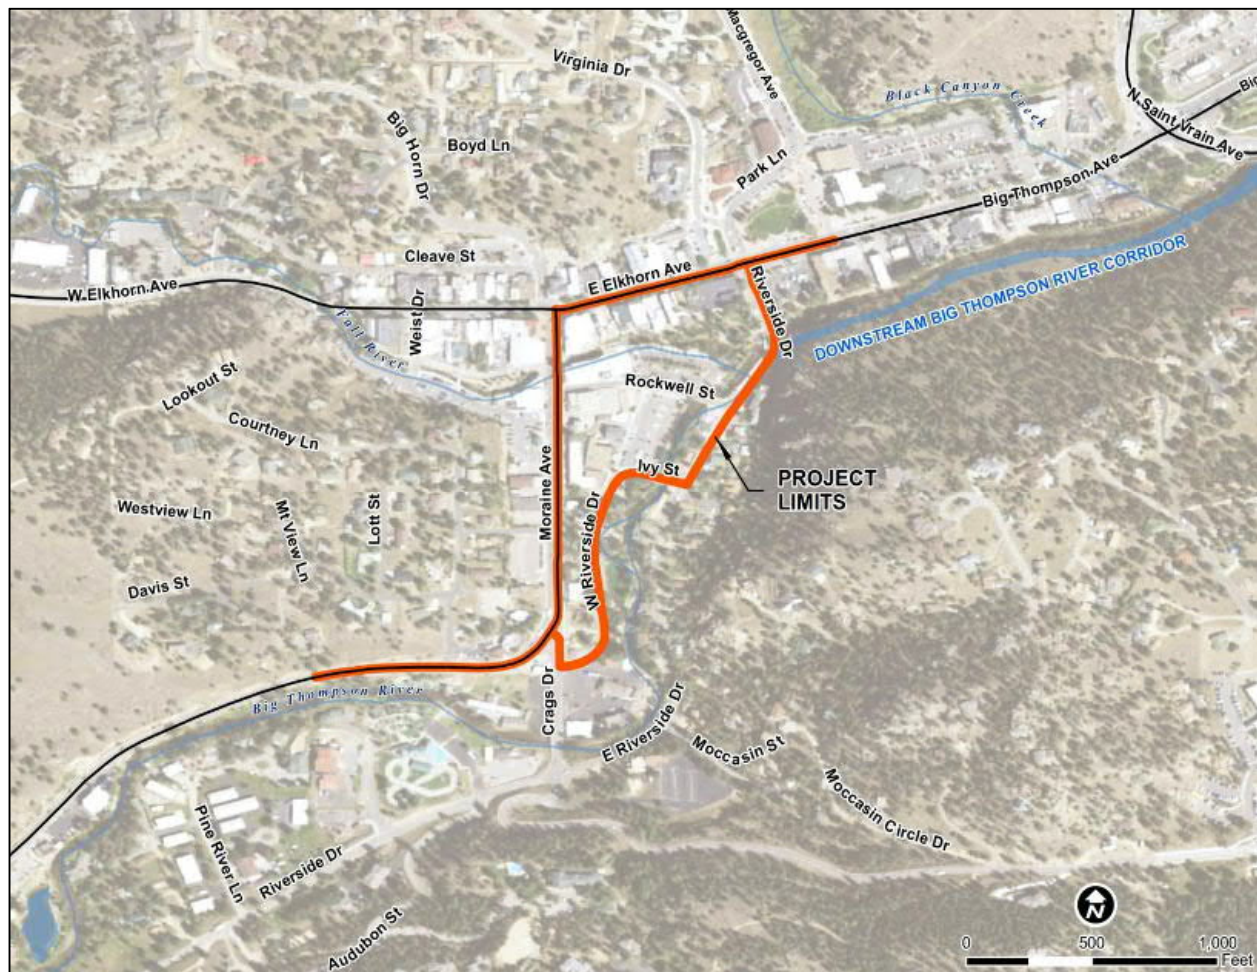 Macgregor Ave
Virginia Dr
Black Canyon Creek
N Saint Vrain Ave
Big Horn Dr
Boyd Ln
Park Ln
Big Thompson Ave
Cleave St
E Elkhorn Ave
W Elkhorn Ave
Riverside Dr
DOWNSTREAM BIG THOMPSON RIVER CORRIDOR
Weist Dr
Fall River
Rockwell St
Lookout St
Courtney Ln
Ivy St
PROJECT
LIMITS
Moraine Ave
Westview Ln
Mt View Ln
Lott St
W Riverside Dr
Davis St
Big Thompson River
Crags Dr
E Riverside Dr
Moccasin St
Moccasin Circle Dr
Pine River Ln
Riverside Dr
Audubon St
N
0 500 1,000
Feet